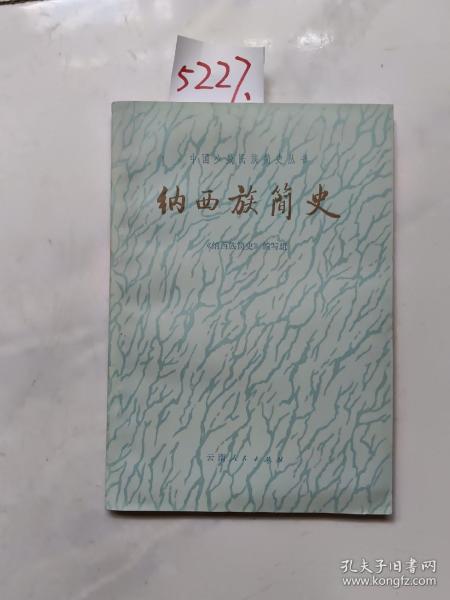 5227、
中国少数民族简史丛书
纳西族简史
《纳西族简史》编写组
云南人民出版社
孔夫子旧书网
www.kongfz.com